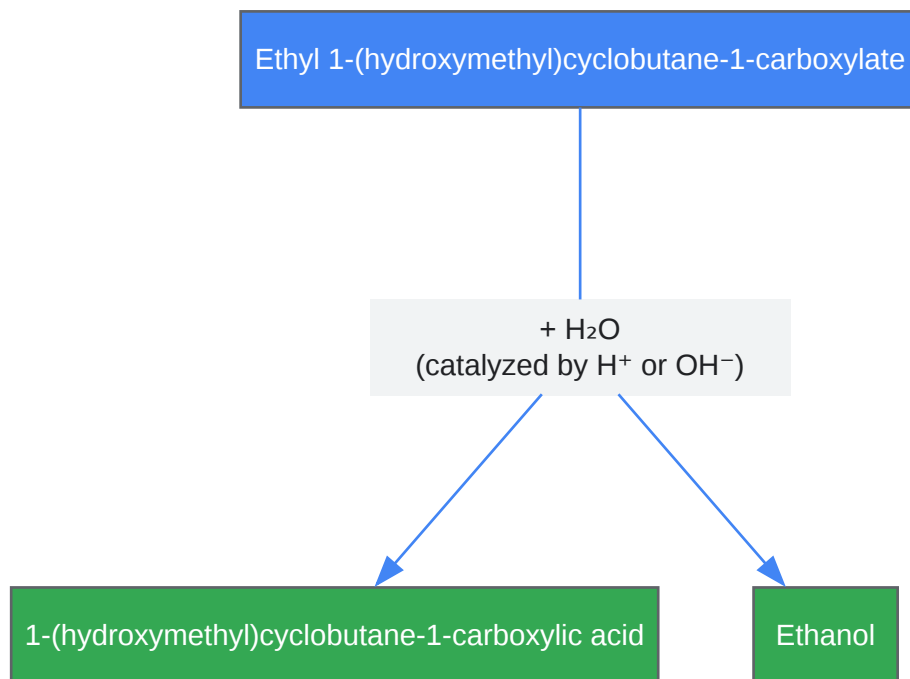 Ethyl 1-(hydroxymethyl)cyclobutane-1-carboxylate
+ H₂O
(catalyzed by H⁺ or OH⁻)
1-(hydroxymethyl)cyclobutane-1-carboxylic acid
Ethanol